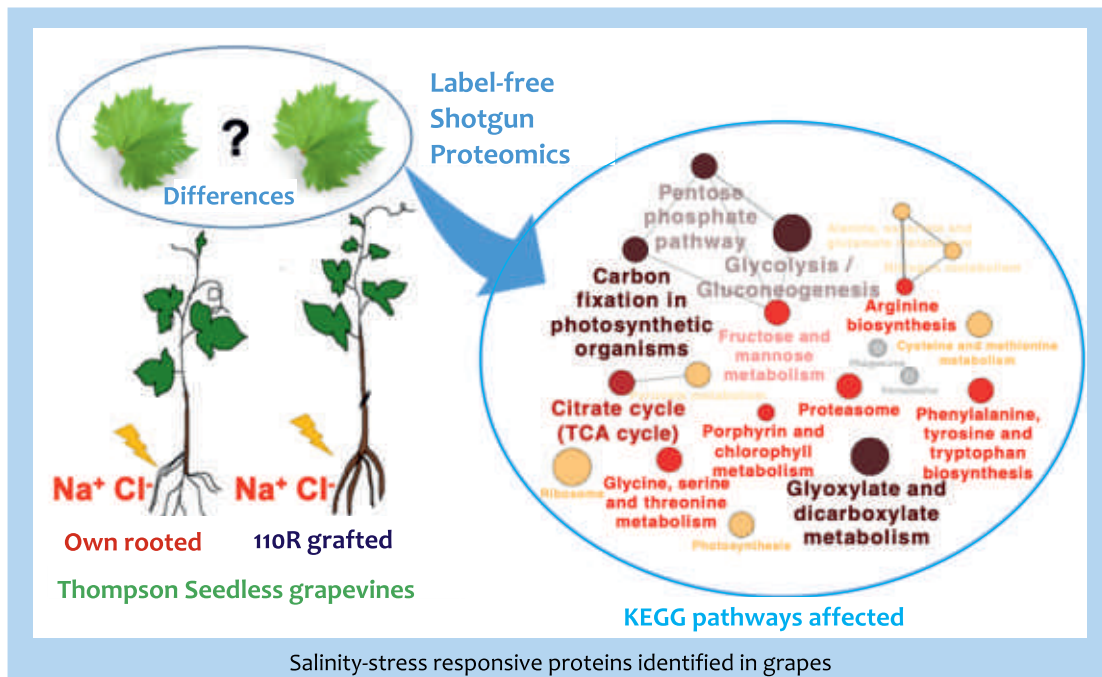 Label-free
Shotgun
Proteomics
?
Differences
Na⁺ Cl⁻
Na⁺ Cl⁻
Own rooted
110R grafted
Thompson Seedless grapevines
Pentose
phosphate
pathway
Glycolysis /
Gluconeogenesis
Carbon
fixation in
photosynthetic
organisms
Fructose and
mannose
metabolism
Arginine
biosynthesis
Cysteine and methionine
metabolism
Citrate cycle
(TCA cycle)
metabolism
Porphyrin and
chlorophyll
metabolism
Proteasome
Phenylalanine,
tyrosine and
tryptophan
biosynthesis
Ribosome
Glycine, serine
and threonine
metabolism
Glyoxylate and
dicarboxylate
metabolism
Photosynthesis
KEGG pathways affected
Salinity-stress responsive proteins identified in grapes